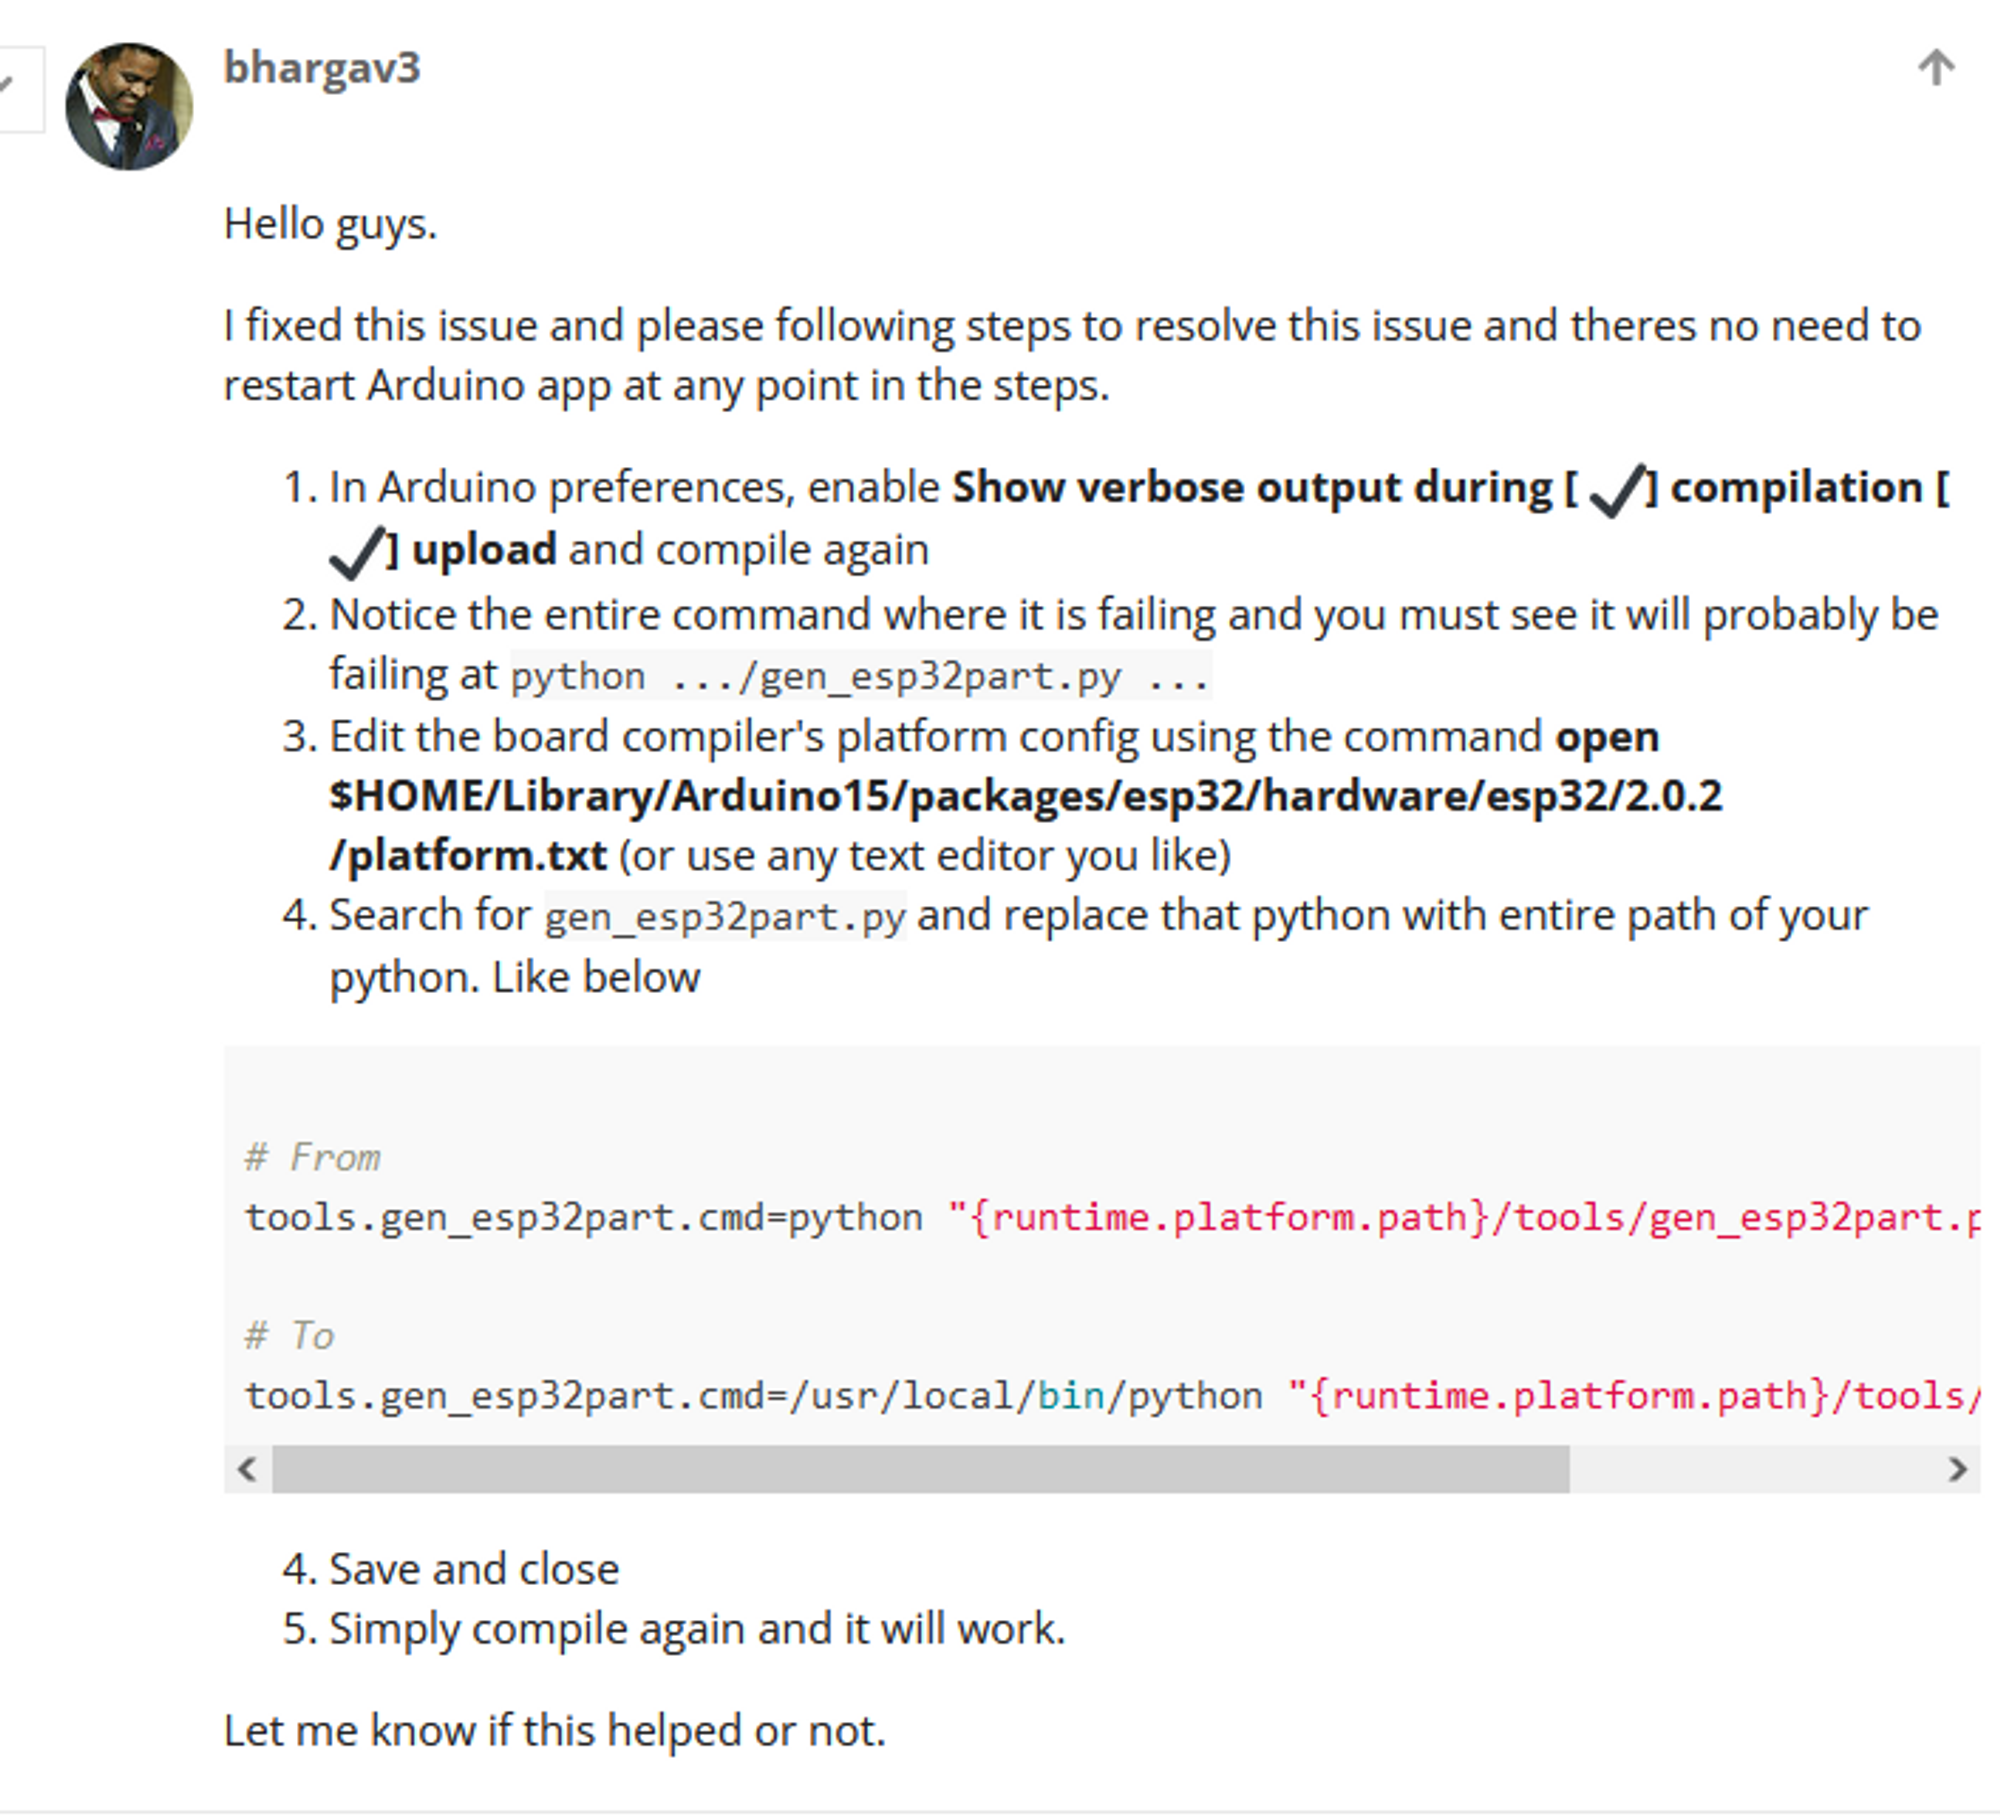 bhargav3
Hello guys.
I fixed this issue and please following steps to resolve this issue and theres no need to
restart Arduino app at any point in the steps.
1. In Arduino preferences, enable Show verbose output during [ ✔] compilation [
✔] upload and compile again
2. Notice the entire command where it is failing and you must see it will probably be
failing at python .../gen_esp32part.py ...
3. Edit the board compiler's platform config using the command open
$HOME/Library/Arduino15/packages/esp32/hardware/esp32/2.0.2
/platform.txt (or use any text editor you like)
4. Search for gen_esp32part.py and replace that python with entire path of your
python. Like below
# From
tools.gen_esp32part.cmd=python "{runtime.platform.path}/tools/gen_esp32part.p
# To
tools.gen_esp32part.cmd=/usr/local/bin/python "{runtime.platform.path}/tools/
4. Save and close
5. Simply compile again and it will work.
Let me know if this helped or not.